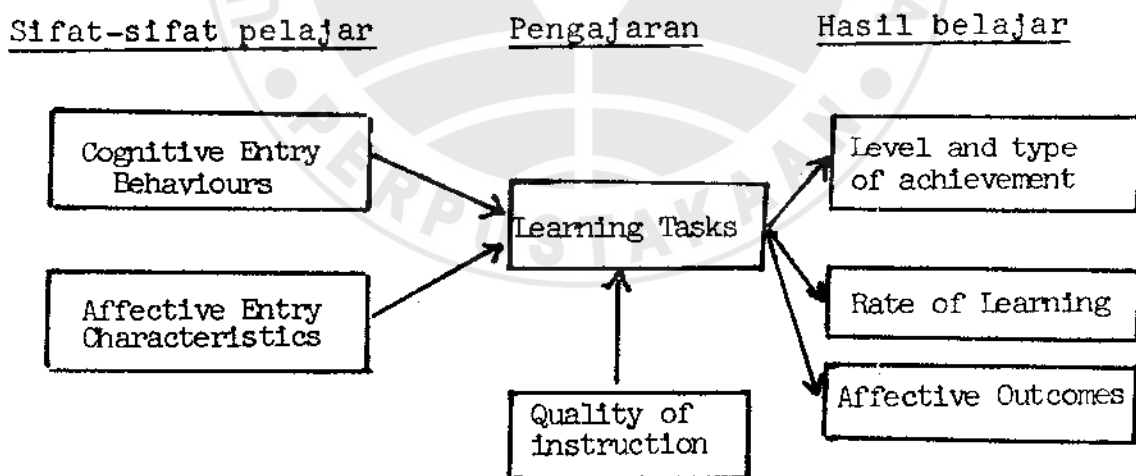 Sifat-sifat pelajar
Pengajaran
Hasil belajar
Cognitive Entry
Behaviours
Affective Entry
Characteristics
Learning Tasks
Quality of
instruction
Level and type
of achievement
Rate of Learning
Affective Outcomes
PERPUSTAKAAN